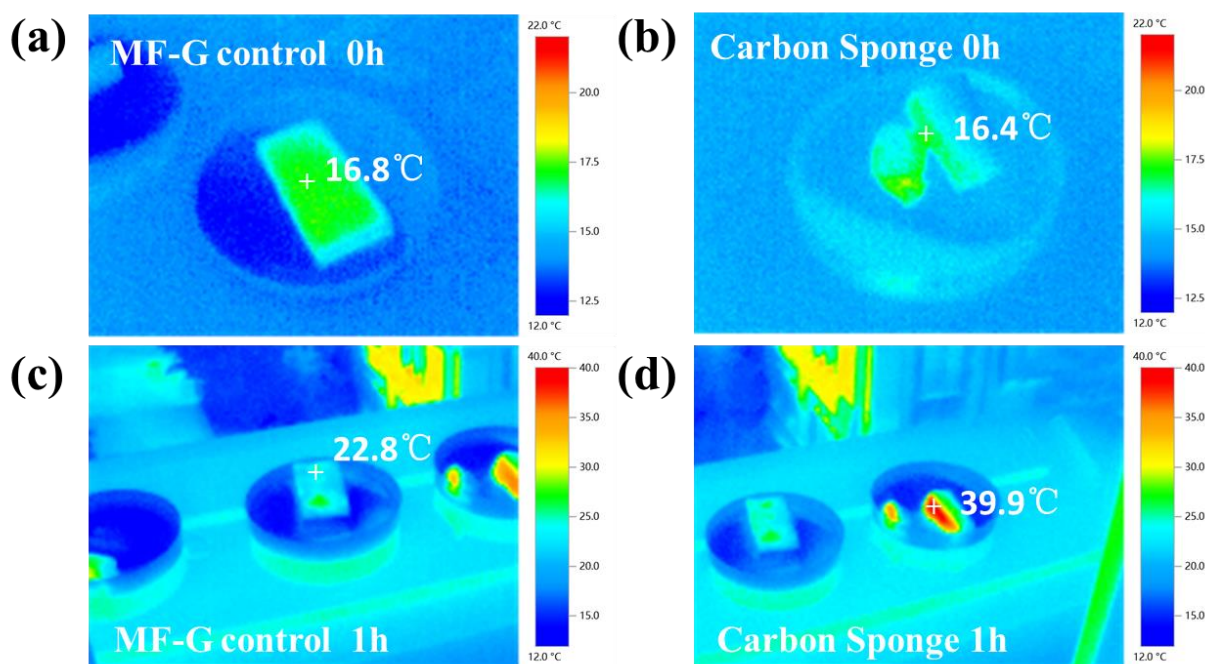 (a)
MF-G control 0h
16.8℃
22.0 °C
20.0
17.5
15.0
12.5
12.0 °C
(b)
Carbon Sponge 0h
16.4℃
22.0 °C
20.0
17.5
15.0
12.5
12.0 °C
(c)
22.8℃
MF-G control 1h
40.0 °C
40.0
35.0
30.0
25.0
20.0
15.0
12.0 °C
(d)
39.9℃
Carbon Sponge 1h
40.0 °C
40.0
35.0
30.0
25.0
20.0
15.0
12.0 °C